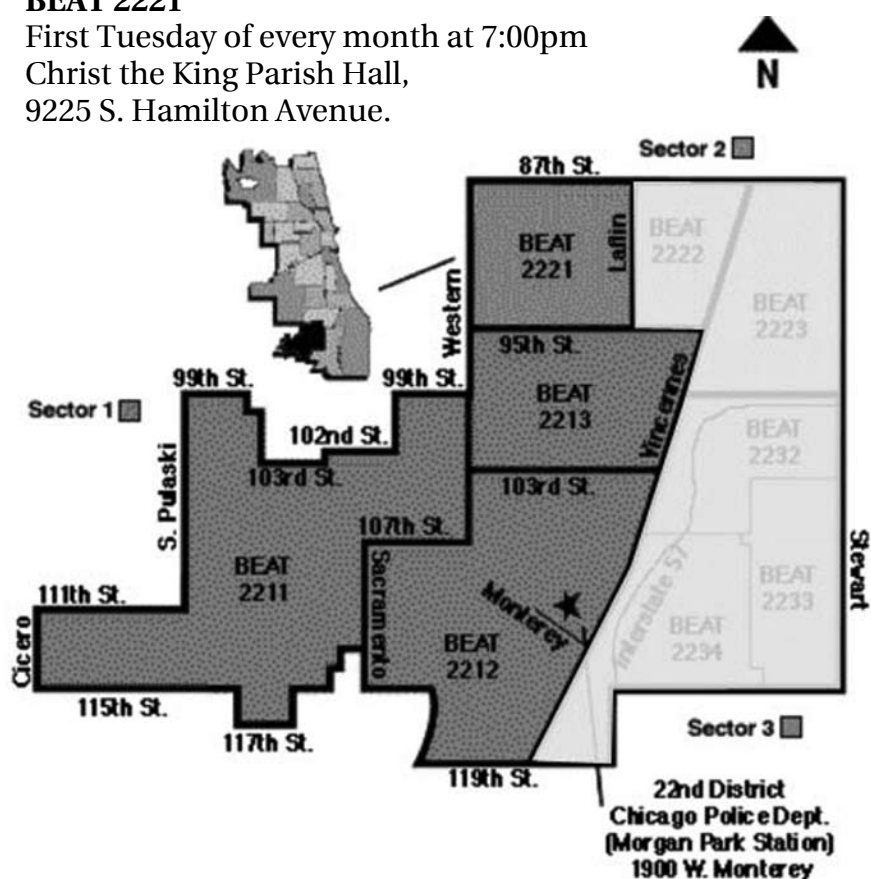 BEAT 2221
First Tuesday of every month at 7:00pm
Christ the King Parish Hall,
9225 S. Hamilton Avenue.
N
Sector 2
87th St.
BEAT
2221
Laflin
BEAT
2222
BEAT
2223
Western
95th St.
BEAT
2213
Vincennes
99th St.
99th St.
Sector 1
102nd St.
103rd St.
103rd St.
BEAT
2232
S. Pulaski
107th St.
BEAT
2211
Sacramento
Monterey
BEAT
2212
Interstate 57
BEAT
2233
BEAT
2234
Stewart
111th St.
Cicero
115th St.
117th St.
119th St.
Sector 3
22nd District
Chicago Police Dept.
(Morgan Park Station)
1900 W. Monterey